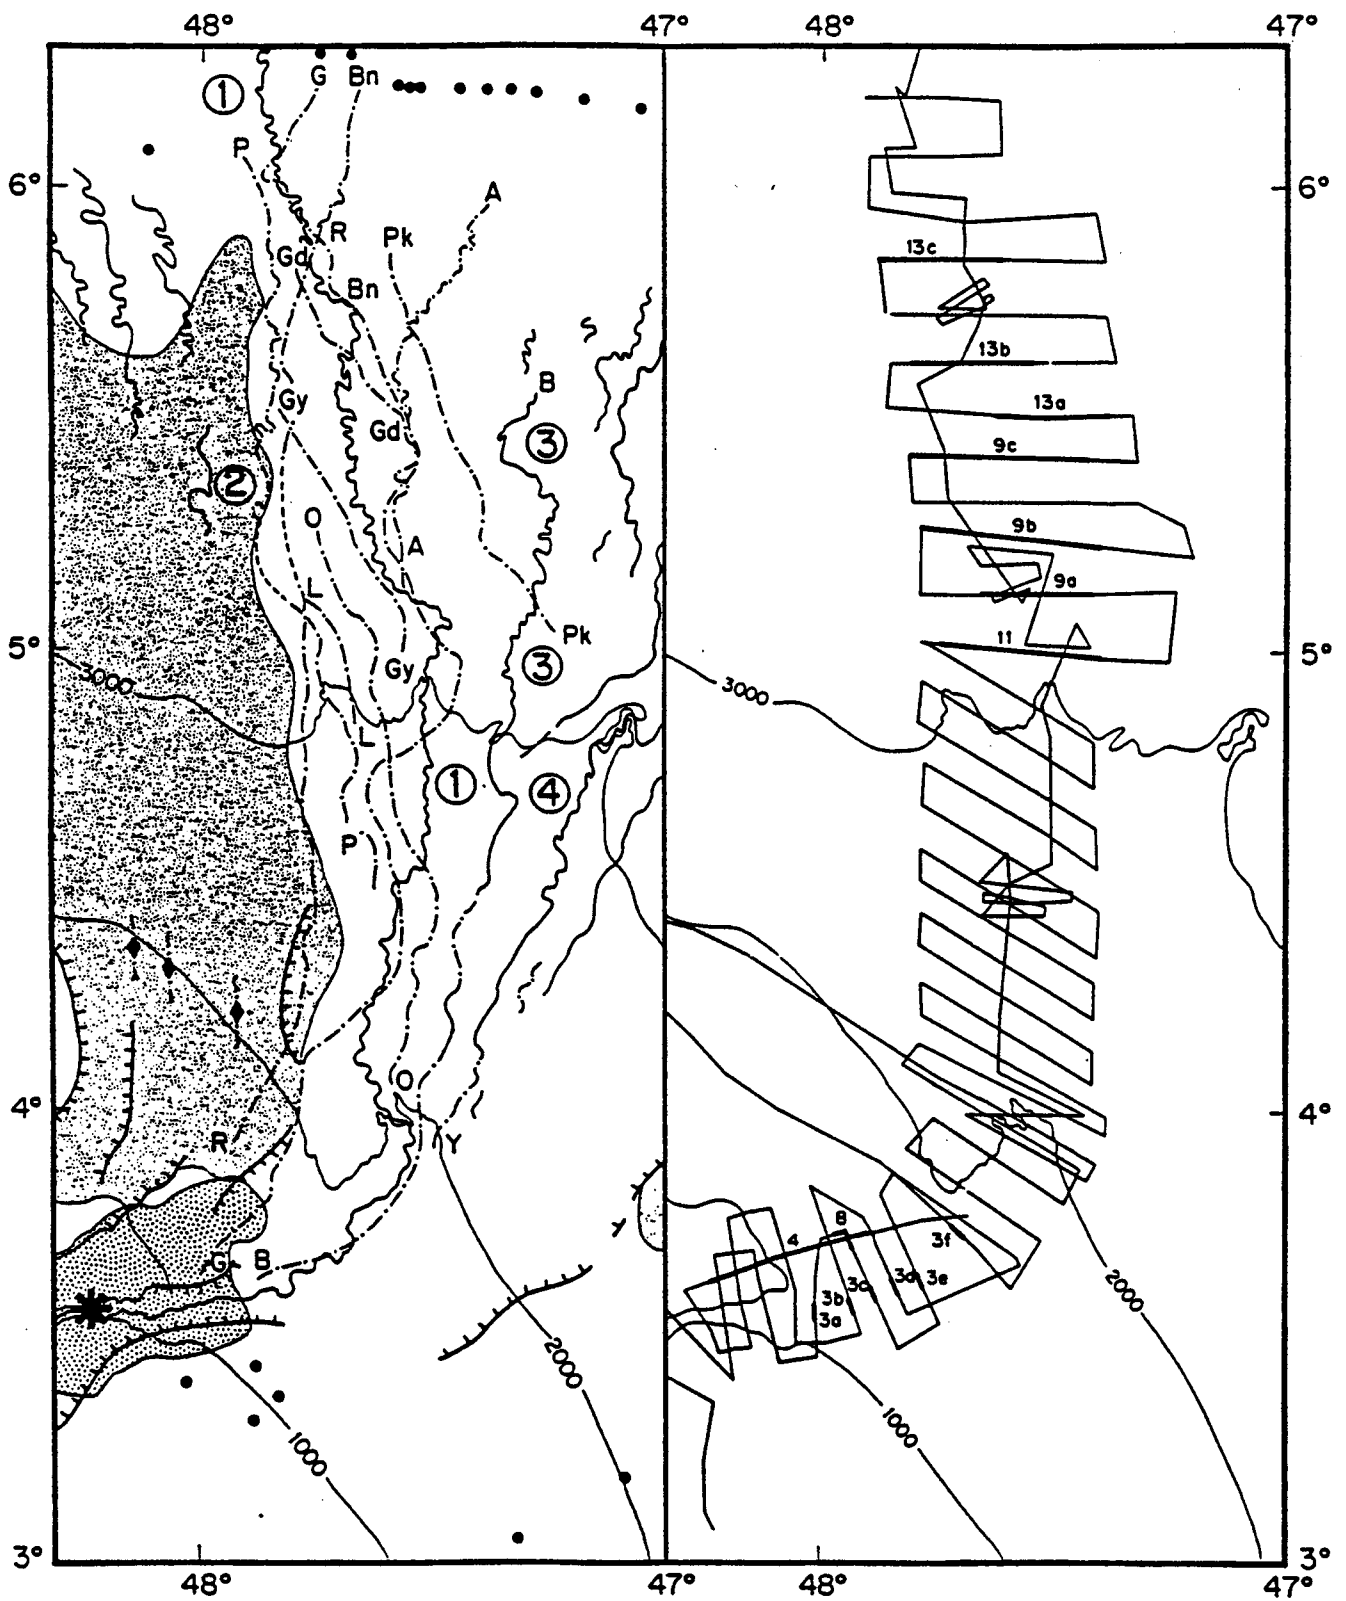 48° 47° 48° 47°
G Bn
①
P
6° A 6°
R Pk
Gd 13c
Bn
13b
B
Gy 13a
Gd ③ 9c
②
O 9b
A
L 9a
Pk 11
5° Gy ③ 5°
3000 3000
L
① ④
P
O
4° 4°
R Y
B
4 3f
G B 3d 3e
3c
3b
3a
2000
2000
1000
1000
3° 3°
48° 47° 48° 47°